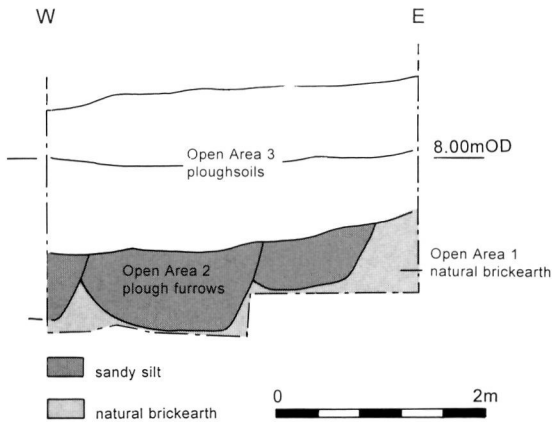 W
E
Open Area 3
ploughsoils
8.00mOD
Open Area 2
plough furrows
Open Area 1
natural brickearth
sandy silt
natural brickearth
0
2m